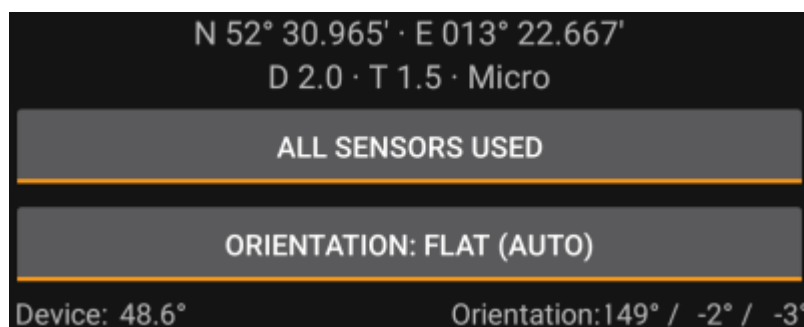 N 52° 30.965' · E 013° 22.667'
D 2.0 · T 1.5 · Micro
ALL SENSORS USED
ORIENTATION: FLAT (AUTO)
Device: 48.6° Orientation:149° / -2° / -3°